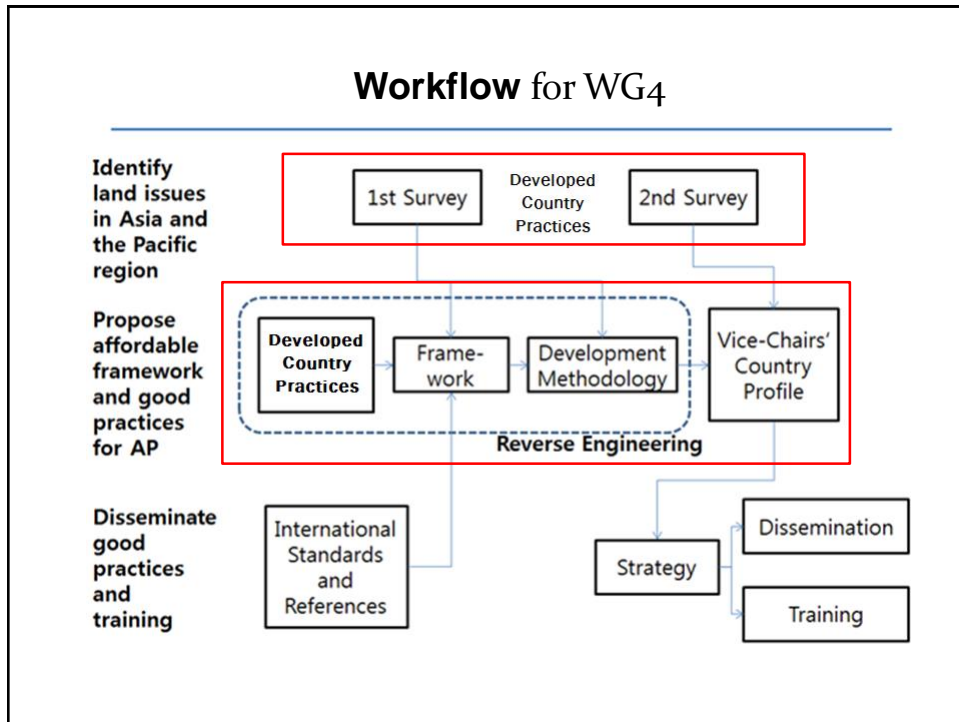 Workflow for WG4
Identify
land issues
in Asia and
the Pacific
region
1st Survey
Developed
Country
Practices
2nd Survey
Propose
affordable
framework
and good
practices
for AP
Developed
Country
Practices
Frame-
work
Development
Methodology
Vice-Chairs'
Country
Profile
Reverse Engineering
Disseminate
good
practices
and
training
International
Standards
and
References
Strategy
Dissemination
Training